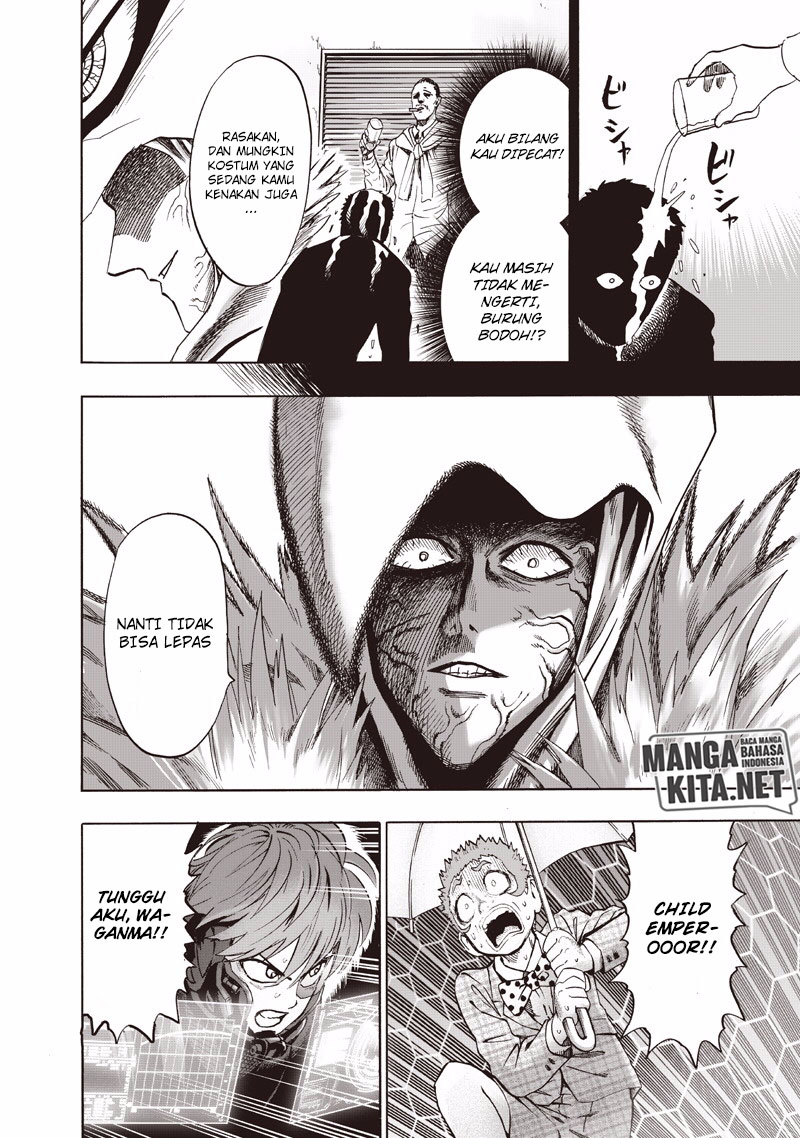 ビシャ
ビシャ
AKU BILANG
KAU DIPECAT!
KAU MASIH
TIDAK ME-
NGERTI,
BURUNG
BODOH!?
RASAKAN,
DAN MUNGKIN
KOSTUM YANG
SEDANG KAMU
KENAKAN JUGA
...
NANTI TIDAK
BISA LEPAS
MANGA
KITA.NET
BACA MANGA
BAHASA
INDONESIA
CHILD
EMPER-
OOOR!!
TUNGGU
AKU, WA-
GANMA!!